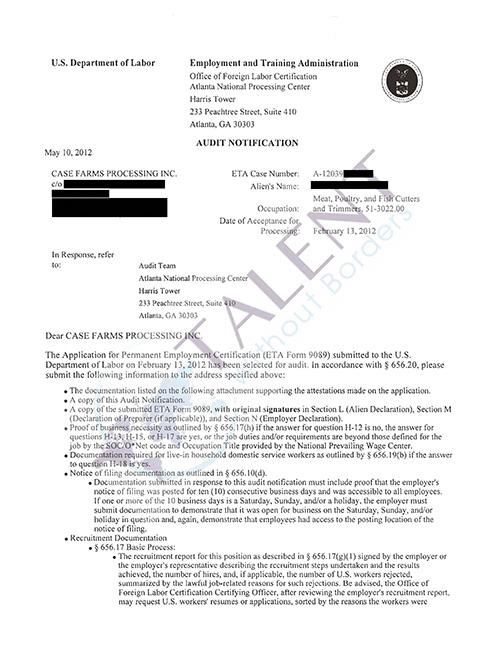 U.S. Department of Labor
Employment and Training Administration
Office of Foreign Labor Certification
Atlanta National Processing Center
Harris Tower
233 Peachtree Street, Suite 410
Atlanta, GA 30303
AUDIT NOTIFICATION
May 10, 2012
CASE FARMS PROCESSING INC.
c/o
ETA Case Number: A-12039
Alien's Name:
Occupation: Meat, Poultry, and Fish Cutters and Trimmers, 51-3022.00
Date of Acceptance for Processing: February 13, 2012
In Response, refer
to:
Audit Team
Atlanta National Processing Center
Harris Tower
233 Peachtree Street, Suite 410
Atlanta, GA 30303
TALENT
Without Borders
Dear CASE FARMS PROCESSING INC.
The Application for Permanent Employment Certification (ETA Form 9089) submitted to the U.S.
Department of Labor on February 13, 2012 has been selected for audit. In accordance with § 656.20, please
submit the following information to the address specified above:
• The documentation listed on the following attachment supporting the attestations made on the application.
• A copy of this Audit Notification.
• A copy of the submitted ETA Form 9089, with original signatures in Section L (Alien Declaration), Section M
(Declaration of Preparer (if applicable)), and Section N (Employer Declaration).
• Proof of business necessity as outlined by § 656.17(h) if the answer for question H-12 is no, the answer for
questions H-13, H-15, or H-17 are yes, or the job duties and/or requirements are beyond those defined for the
job by the SOC/O*Net code and Occupation Title provided by the National Prevailing Wage Center.
• Documentation required for live-in household domestic service workers as outlined by § 656.19(b) if the answer
to question H-18 is yes.
• Notice of filing documentation as outlined in § 656.10(d).
• Documentation submitted in response to this audit notification must include proof that the employer's
notice of filing was posted for ten (10) consecutive business days and was accessible to all employees.
If one or more of the 10 business days is a Saturday, Sunday, and/or a holiday, the employer must
submit documentation to demonstrate that it was open for business on the Saturday, Sunday, and/or
holiday in question and, again, demonstrate that employees had access to the posting location of the
notice of filing.
• Recruitment Documentation
• § 656.17 Basic Process:
• The recruitment report for this position as described in § 656.17(g)(1) signed by the employer or
the employer's representative describing the recruitment steps undertaken and the results
achieved, the number of hires, and, if applicable, the number of U.S. workers rejected,
summarized by the lawful job-related reasons for such rejections. Be advised, the Office of
Foreign Labor Certification Certifying Officer, after reviewing the employer's recruitment report,
may request U.S. workers' resumes or applications, sorted by the reasons the workers were